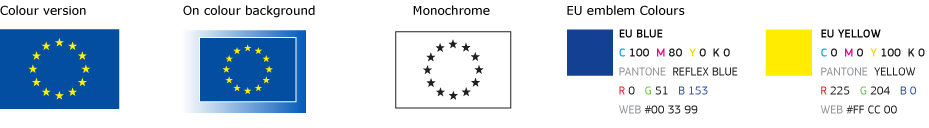 Colour version
On colour background
Monochrome
EU emblem Colours
EU BLUE
C 100 M 80 Y 0 K 0
PANTONE REFLEX BLUE
R 0 G 51 B 153
WEB #00 33 99
EU YELLOW
C 0 M 0 Y 100 K 0
PANTONE YELLOW
R 225 G 204 B 0
WEB #FF CC 00